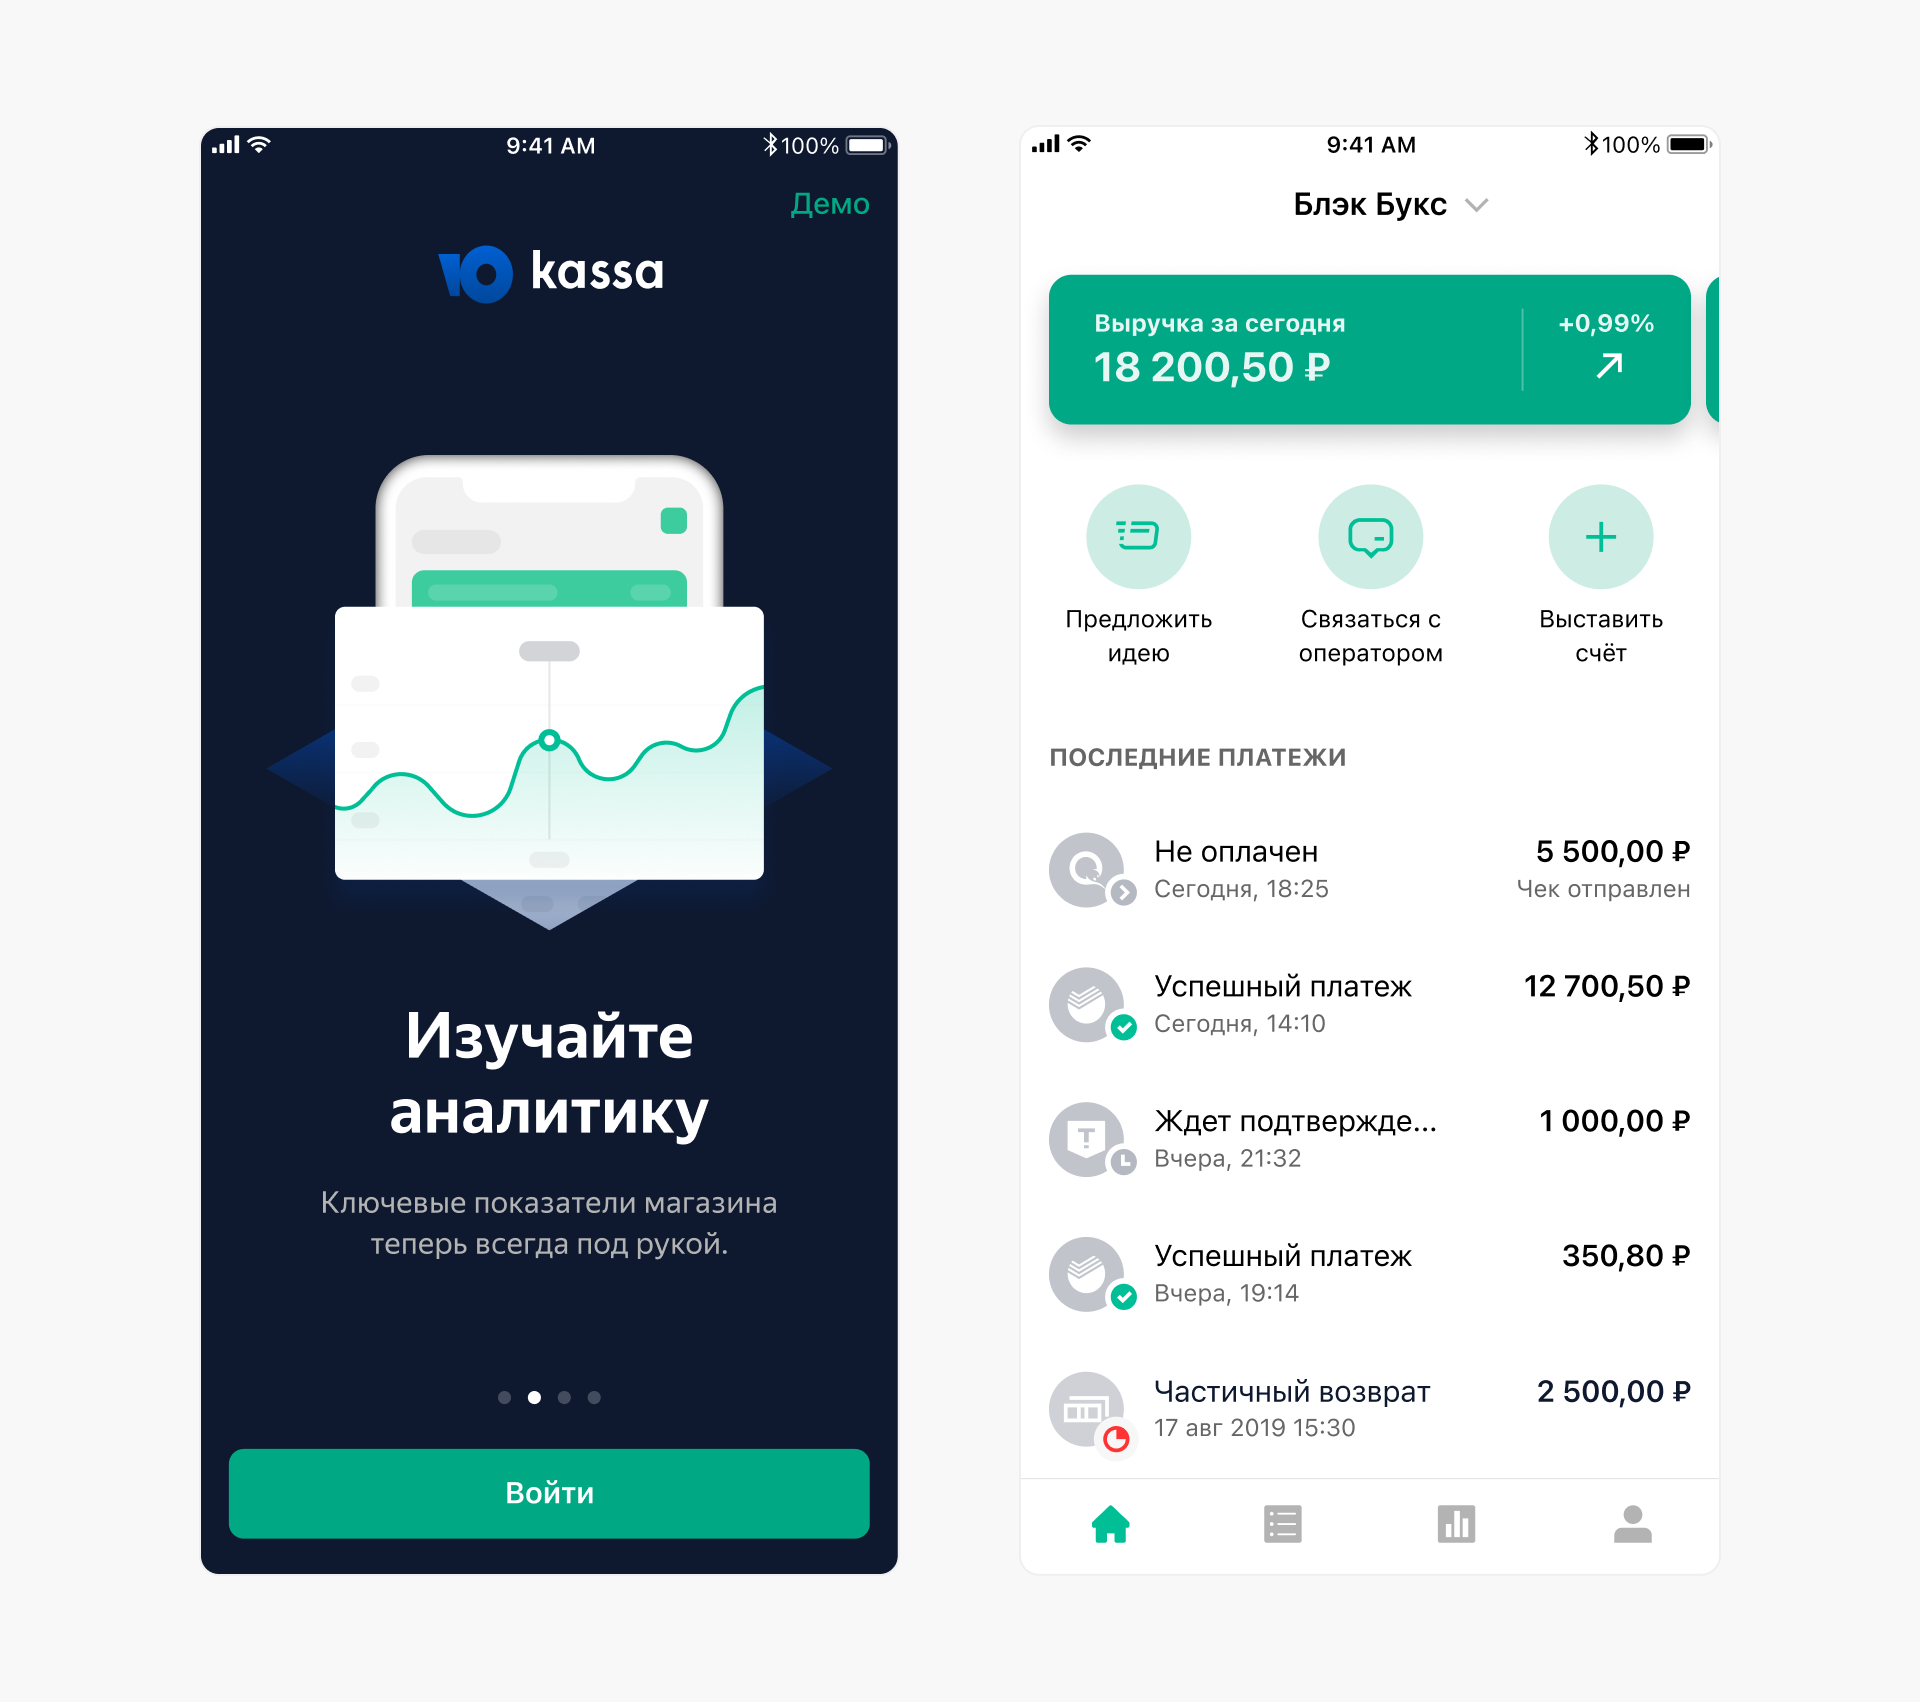 9:41 AM
100%
Демо
Ю kassa
Изучайте
аналитику
Ключевые показатели магазина
теперь всегда под рукой.
Войти
9:41 AM
100%
Блэк Букс
Выручка за сегодня
18 200,50 ₽
+0,99%
Предложить
идею
Связаться с
оператором
Выставить
счёт
ПОСЛЕДНИЕ ПЛАТЕЖИ
Не оплачен
5 500,00 ₽
Сегодня, 18:25
Чек отправлен
Успешный платеж
12 700,50 ₽
Сегодня, 14:10
Ждет подтвержде...
1 000,00 ₽
Вчера, 21:32
Успешный платеж
350,80 ₽
Вчера, 19:14
Частичный возврат
2 500,00 ₽
17 авг 2019 15:30